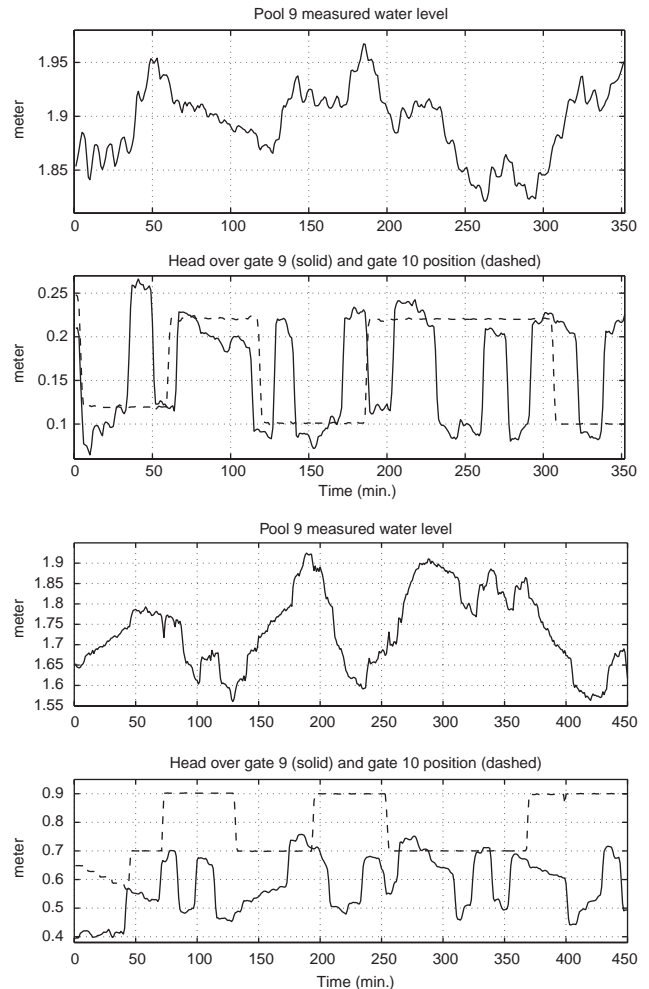 Pool 9 measured water level
1.95
1.9
1.85
meter
0 50 100 150 200 250 300 350
Head over gate 9 (solid) and gate 10 position (dashed)
0.25
0.2
0.15
0.1
meter
0 50 100 150 200 250 300 350
Time (min.)
Pool 9 measured water level
1.9
1.85
1.8
1.75
1.7
1.65
1.6
1.55
meter
0 50 100 150 200 250 300 350 400 450
Head over gate 9 (solid) and gate 10 position (dashed)
0.9
0.8
0.7
0.6
0.5
0.4
meter
0 50 100 150 200 250 300 350 400 450
Time (min.)